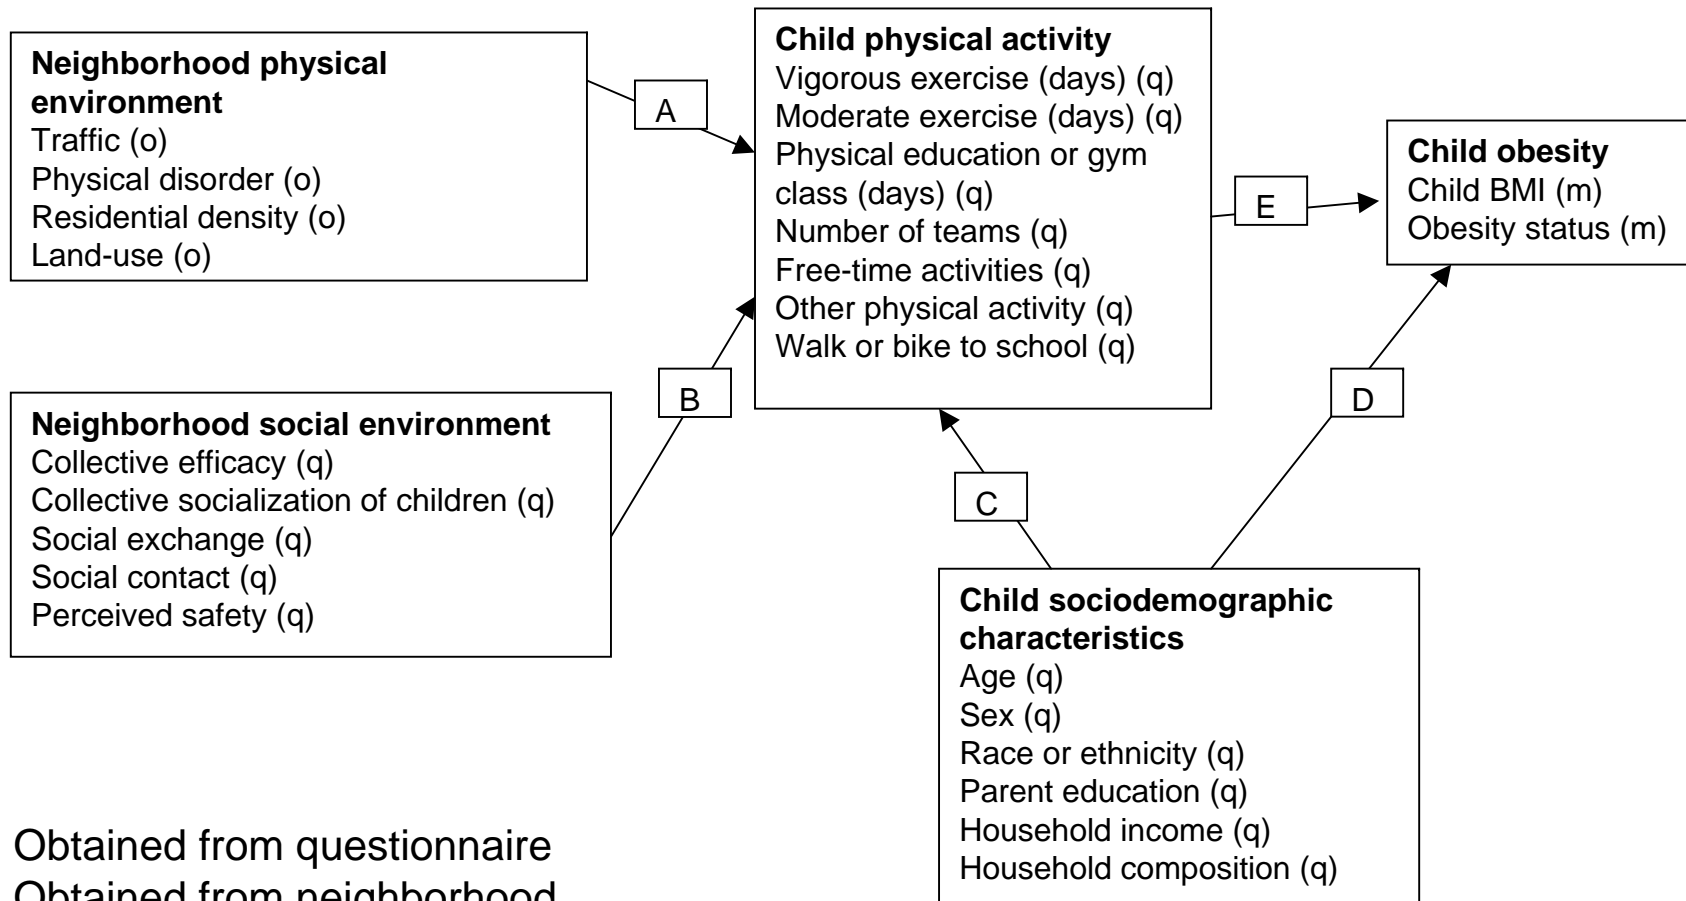 Neighborhood physical
environment
Traffic (o)
Physical disorder (o)
Residential density (o)
Land-use (o)
A
Child physical activity
Vigorous exercise (days) (q)
Moderate exercise (days) (q)
Physical education or gym
class (days) (q)
Number of teams (q)
Free-time activities (q)
Other physical activity (q)
Walk or bike to school (q)
E
Child obesity
Child BMI (m)
Obesity status (m)
Neighborhood social environment
Collective efficacy (q)
Collective socialization of children (q)
Social exchange (q)
Social contact (q)
Perceived safety (q)
B
C
D
Child sociodemographic
characteristics
Age (q)
Sex (q)
Race or ethnicity (q)
Parent education (q)
Household income (q)
Household composition (q)
Obtained from questionnaire
Obtained from neighborhood